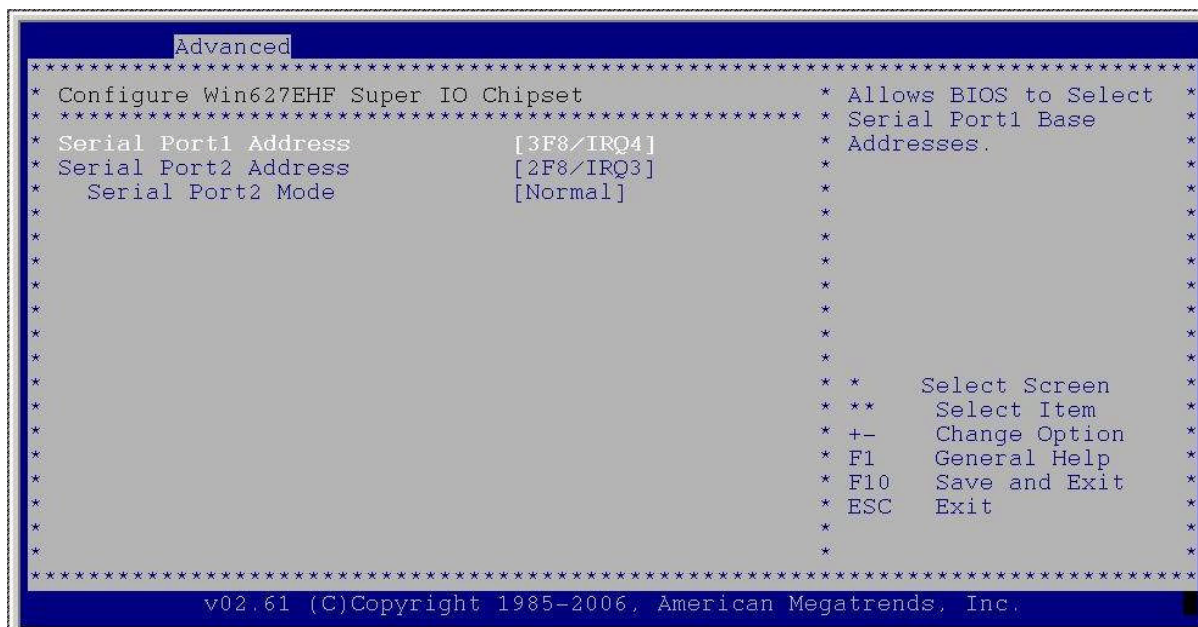 Advanced
Configure Win627EHF Super IO Chipset
Serial Port1 Address [3F8/IRQ4]
Serial Port2 Address [2F8/IRQ3]
Serial Port2 Mode [Normal]
Allows BIOS to Select
Serial Port1 Base
Addresses.
* Select Screen
** Select Item
+- Change Option
F1 General Help
F10 Save and Exit
ESC Exit
v02.61 (C)Copyright 1985-2006, American Megatrends, Inc.